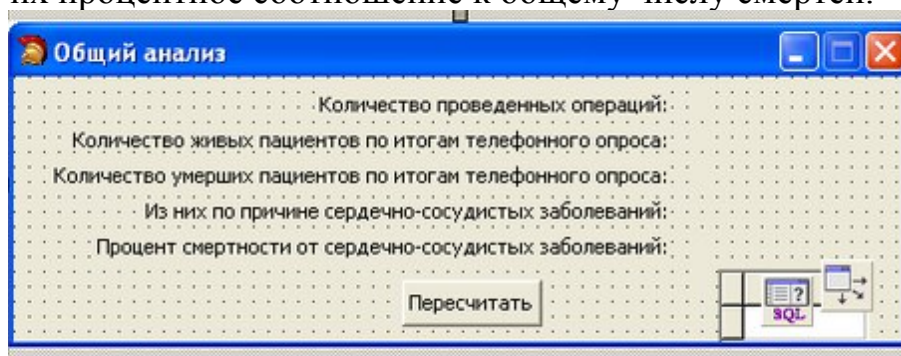 их процентное соотношение к общему числу смертей.
Общий анализ
Количество проведенных операций:
Количество живых пациентов по итогам телефонного опроса:
Количество умерших пациентов по итогам телефонного опроса:
Из них по причине сердечно-сосудистых заболеваний:
Процент смертности от сердечно-сосудистых заболеваний:
Пересчитать
?
SQL